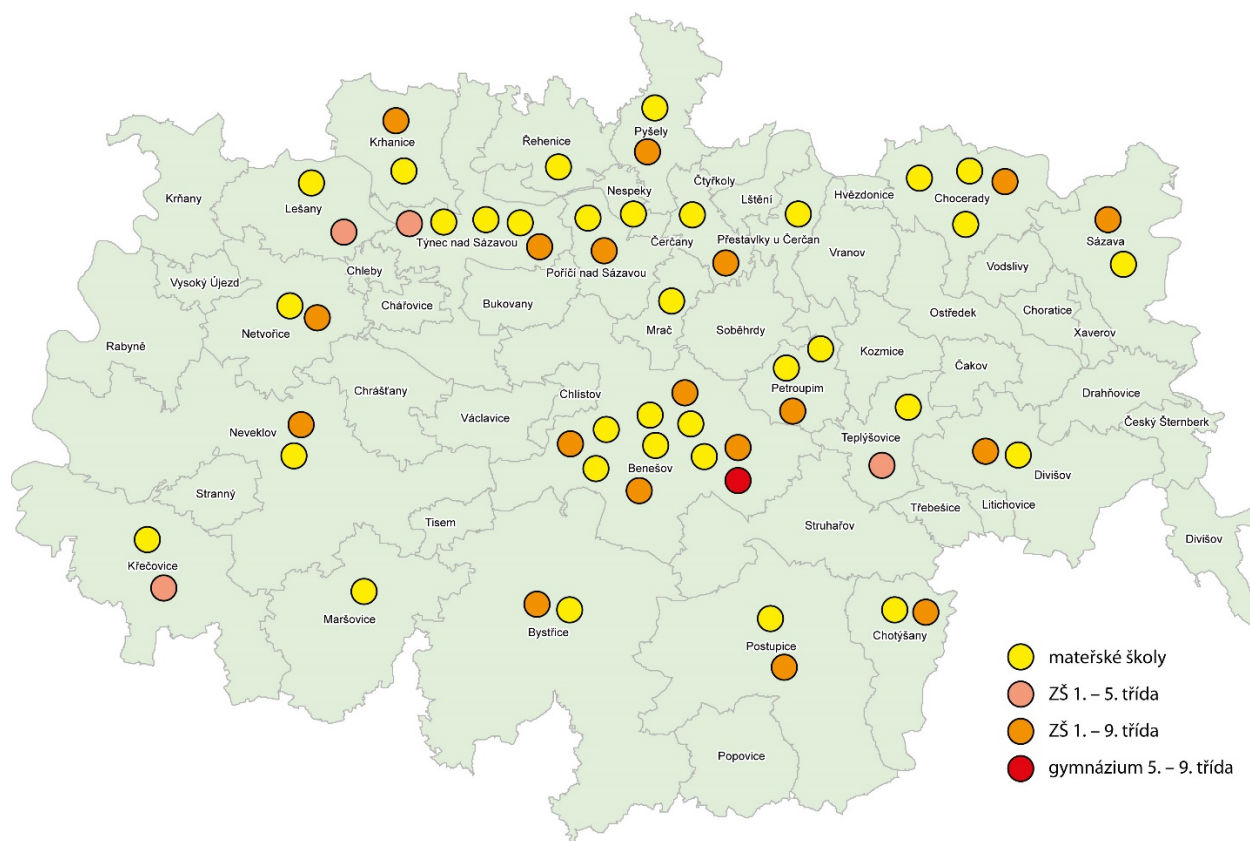 Pyšely
Krhanice
Řehenice
Čtyřkoly
Nespeky
Hvězdonice
Chocerady
Krňany
Lešany
Lštění
Sázava
Týnec nad Sázavou
Čerčany
Přestavlky u Čerčan
Poříčí nad Sázavou
Vranov
Vodslivy
Chleby
Vysoký Újezd
Chářovice
Bukovany
Ostředek
Choratice
Netvořice
Mrač
Soběhrdy
Xaverov
Rabyně
Kozmice
Čakov
Chrášťany
Chlístov
Petroupim
Drahňovice
Václavice
Český Šternberk
Neveklov
Teplýšovice
Benešov
Divišov
Stranný
Třebešice
Litichovice
Tisem
Struhařov
Divišov
Křečovice
Maršovice
Bystřice
Chotýšany
Postupice
Popovice
mateřské školy
ZŠ 1. – 5. třída
ZŠ 1. – 9. třída
gymnázium 5. – 9. třída